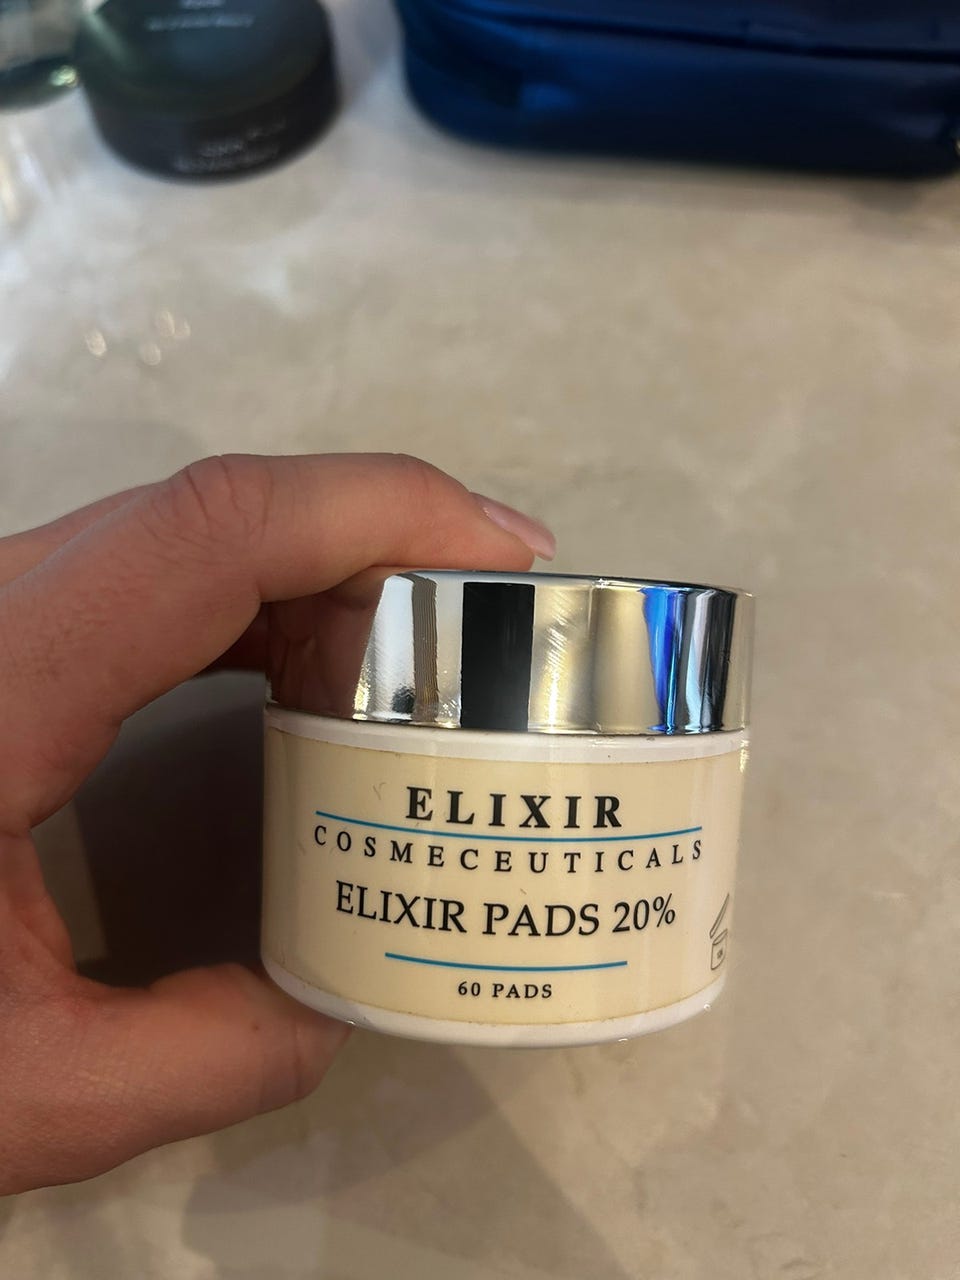 ELIXIR
COSMECEUTICALS
ELIXIR PADS 20%
60 PADS